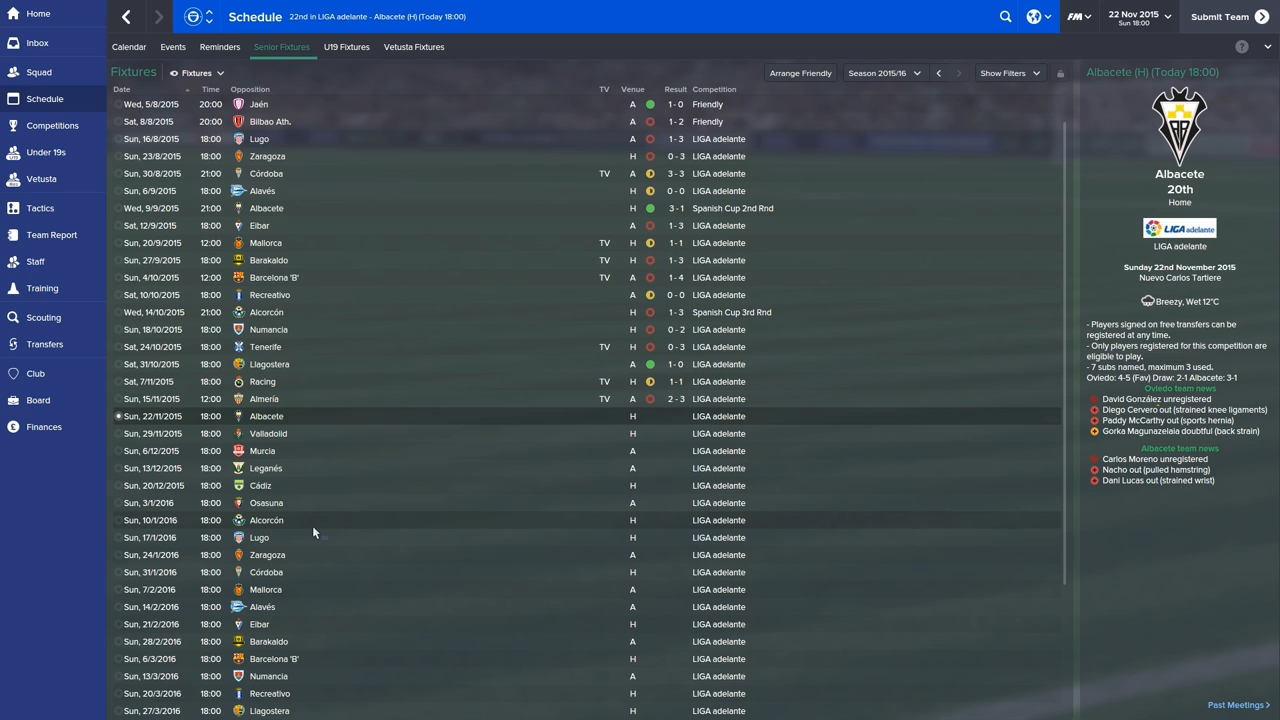 Home
Inbox
Squad
Schedule
Competitions
Under 19s
Vetusta
Tactics
Team Report
Staff
Training
Scouting
Transfers
Club
Board
Finances
Schedule 22nd in LIGA adelante - Albacete (H) (Today 18:00)
FM 22 Nov 2015 Sun 18:00 Submit Team
Calendar Events Reminders Senior Fixtures U19 Fixtures Vetusta Fixtures
Fixtures Fixtures Arrange Friendly Season 2015/16 Show Filters
Date Time Opposition TV Venue Result Competition
Wed, 5/8/2015 20:00 Jaén A 1 - 0 Friendly
Sat, 8/8/2015 20:00 Bilbao Ath. A 1 - 2 Friendly
Sun, 16/8/2015 18:00 Lugo A 1 - 3 LIGA adelante
Sun, 23/8/2015 18:00 Zaragoza H 0 - 3 LIGA adelante
Sun, 30/8/2015 21:00 Córdoba TV A 3 - 3 LIGA adelante
Sun, 6/9/2015 18:00 Alavés H 0 - 0 LIGA adelante
Wed, 9/9/2015 21:00 Albacete H 3 - 1 Spanish Cup 2nd Rnd
Sat, 12/9/2015 18:00 Eibar A 1 - 3 LIGA adelante
Sun, 20/9/2015 12:00 Mallorca TV H 1 - 1 LIGA adelante
Sun, 27/9/2015 18:00 Barakaldo TV H 1 - 3 LIGA adelante
Sun, 4/10/2015 12:00 Barcelona 'B' TV A 1 - 4 LIGA adelante
Sat, 10/10/2015 18:00 Recreativo A 0 - 0 LIGA adelante
Wed, 14/10/2015 21:00 Alcorcón H 1 - 3 Spanish Cup 3rd Rnd
Sun, 18/10/2015 18:00 Numancia H 0 - 2 LIGA adelante
Sat, 24/10/2015 18:00 Tenerife TV H 0 - 3 LIGA adelante
Sat, 31/10/2015 18:00 Llagostera A 1 - 0 LIGA adelante
Sat, 7/11/2015 18:00 Racing TV H 1 - 1 LIGA adelante
Sun, 15/11/2015 12:00 Almería TV A 2 - 3 LIGA adelante
Sun, 22/11/2015 18:00 Albacete H LIGA adelante
Sun, 29/11/2015 18:00 Valladolid H LIGA adelante
Sun, 6/12/2015 18:00 Murcia A LIGA adelante
Sun, 13/12/2015 18:00 Leganés A LIGA adelante
Sun, 20/12/2015 18:00 Cádiz H LIGA adelante
Sun, 3/1/2016 18:00 Osasuna A LIGA adelante
Sun, 10/1/2016 18:00 Alcorcón H LIGA adelante
Sun, 17/1/2016 18:00 Lugo H LIGA adelante
Sun, 24/1/2016 18:00 Zaragoza A LIGA adelante
Sun, 31/1/2016 18:00 Córdoba H LIGA adelante
Sun, 7/2/2016 18:00 Mallorca A LIGA adelante
Sun, 14/2/2016 18:00 Alavés A LIGA adelante
Sun, 21/2/2016 18:00 Eibar H LIGA adelante
Sun, 28/2/2016 18:00 Barakaldo A LIGA adelante
Sun, 6/3/2016 18:00 Barcelona 'B' H LIGA adelante
Sun, 13/3/2016 18:00 Numancia A LIGA adelante
Sun, 20/3/2016 18:00 Recreativo H LIGA adelante
Sun, 27/3/2016 18:00 Llagostera H LIGA adelante
Albacete (H) (Today 18:00)
Albacete
20th
Home
LIGA adelante
LIGA adelante
Sunday 22nd November 2015
Nuevo Carlos Tartiere
Breezy, Wet 12°C
- Players signed on free transfers can be
registered at any time.
- Only players registered for this competition are
eligible to play.
- 7 subs named, maximum 3 used.
Oviedo: 4-5 (Fav) Draw: 2-1 Albacete: 3-1
Oviedo team news
David González unregistered
Diego Cervero out (strained knee ligaments)
Paddy McCarthy out (sports hernia)
Gorka Magunazelaia doubtful (back strain)
Albacete team news
Carlos Moreno unregistered
Nacho out (pulled hamstring)
Dani Lucas out (strained wrist)
Past Meetings >